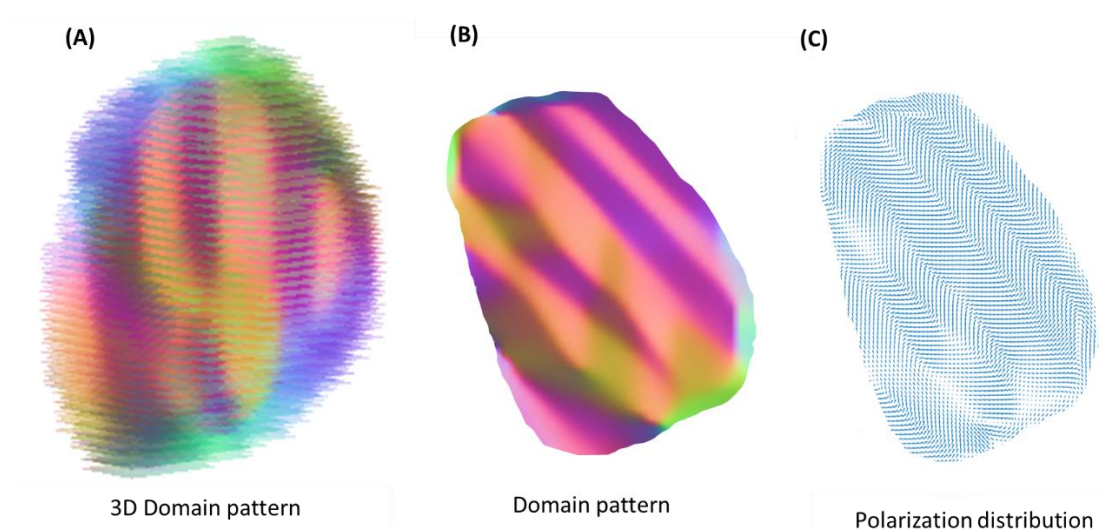 (A)
(B)
(C)
3D Domain pattern
Domain pattern
Polarization distribution